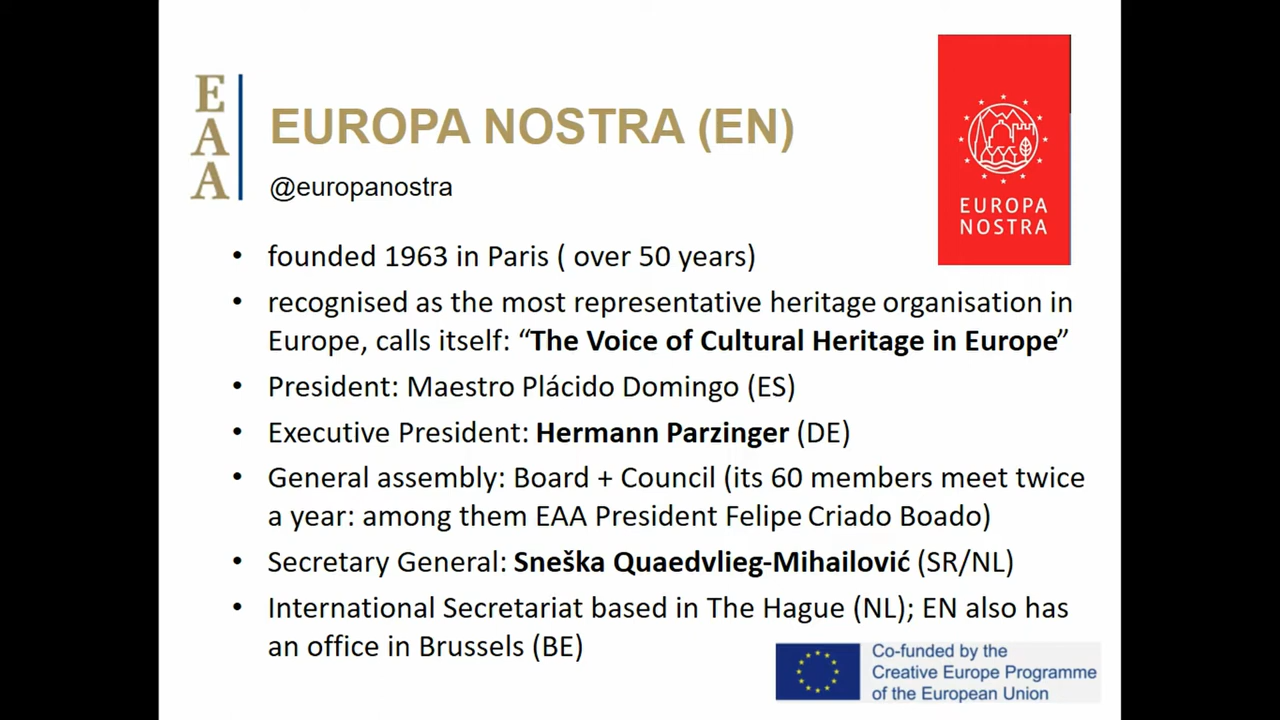 E
A
A
EUROPA NOSTRA (EN)
@europanostra
EUROPA
NOSTRA
• founded 1963 in Paris ( over 50 years)
• recognised as the most representative heritage organisation in
Europe, calls itself: “The Voice of Cultural Heritage in Europe”
• President: Maestro Plácido Domingo (ES)
• Executive President: Hermann Parzinger (DE)
• General assembly: Board + Council (its 60 members meet twice
a year: among them EAA President Felipe Criado Boado)
• Secretary General: Sneška Quaedvlieg-Mihailović (SR/NL)
• International Secretariat based in The Hague (NL); EN also has
an office in Brussels (BE)
Co-funded by the
Creative Europe Programme
of the European Union